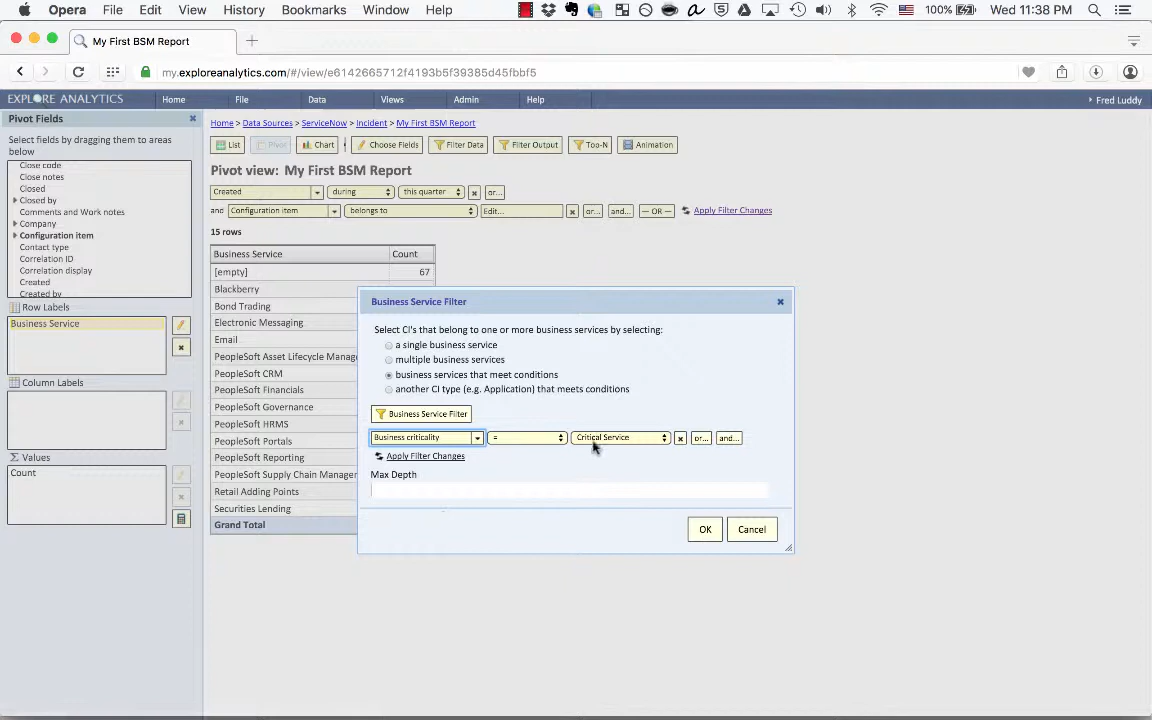 Opera File Edit View History Bookmarks Window Help 100% Wed 11:38 PM
My First BSM Report
my.exploreanalytics.com/#/view/e6142665712f4193b5f39385d45fbbf5
EXPLORE ANALYTICS Home File Data Views Admin Help Fred Luddy
Pivot Fields
Select fields by dragging them to areas
below
Close code
Close notes
Closed
Closed by
Comments and Work notes
Company
Configuration item
Contact type
Correlation ID
Correlation display
Created
Created by
Row Labels
Business Service
Column Labels
Σ Values
Count
Home > Data Sources > ServiceNow > Incident > My First BSM Report
List Pivot Chart Choose Fields Filter Data Filter Output Top-N Animation
Pivot view: My First BSM Report
Created during this quarter or...
and Configuration item belongs to Edit... or... and... — OR — Apply Filter Changes
15 rows
Business Service Count
[empty] 67
Blackberry
Bond Trading
Electronic Messaging
Email
PeopleSoft Asset Lifecycle Manage
PeopleSoft CRM
PeopleSoft Financials
PeopleSoft Governance
PeopleSoft HRMS
PeopleSoft Portals
PeopleSoft Reporting
PeopleSoft Supply Chain Manager
Retail Adding Points
Securities Lending
Grand Total
Business Service Filter
Select CI's that belong to one or more business services by selecting:
a single business service
multiple business services
business services that meet conditions
another CI type (e.g. Application) that meets conditions
Business Service Filter
Business criticality = Critical Service or... and...
Apply Filter Changes
Max Depth
OK Cancel